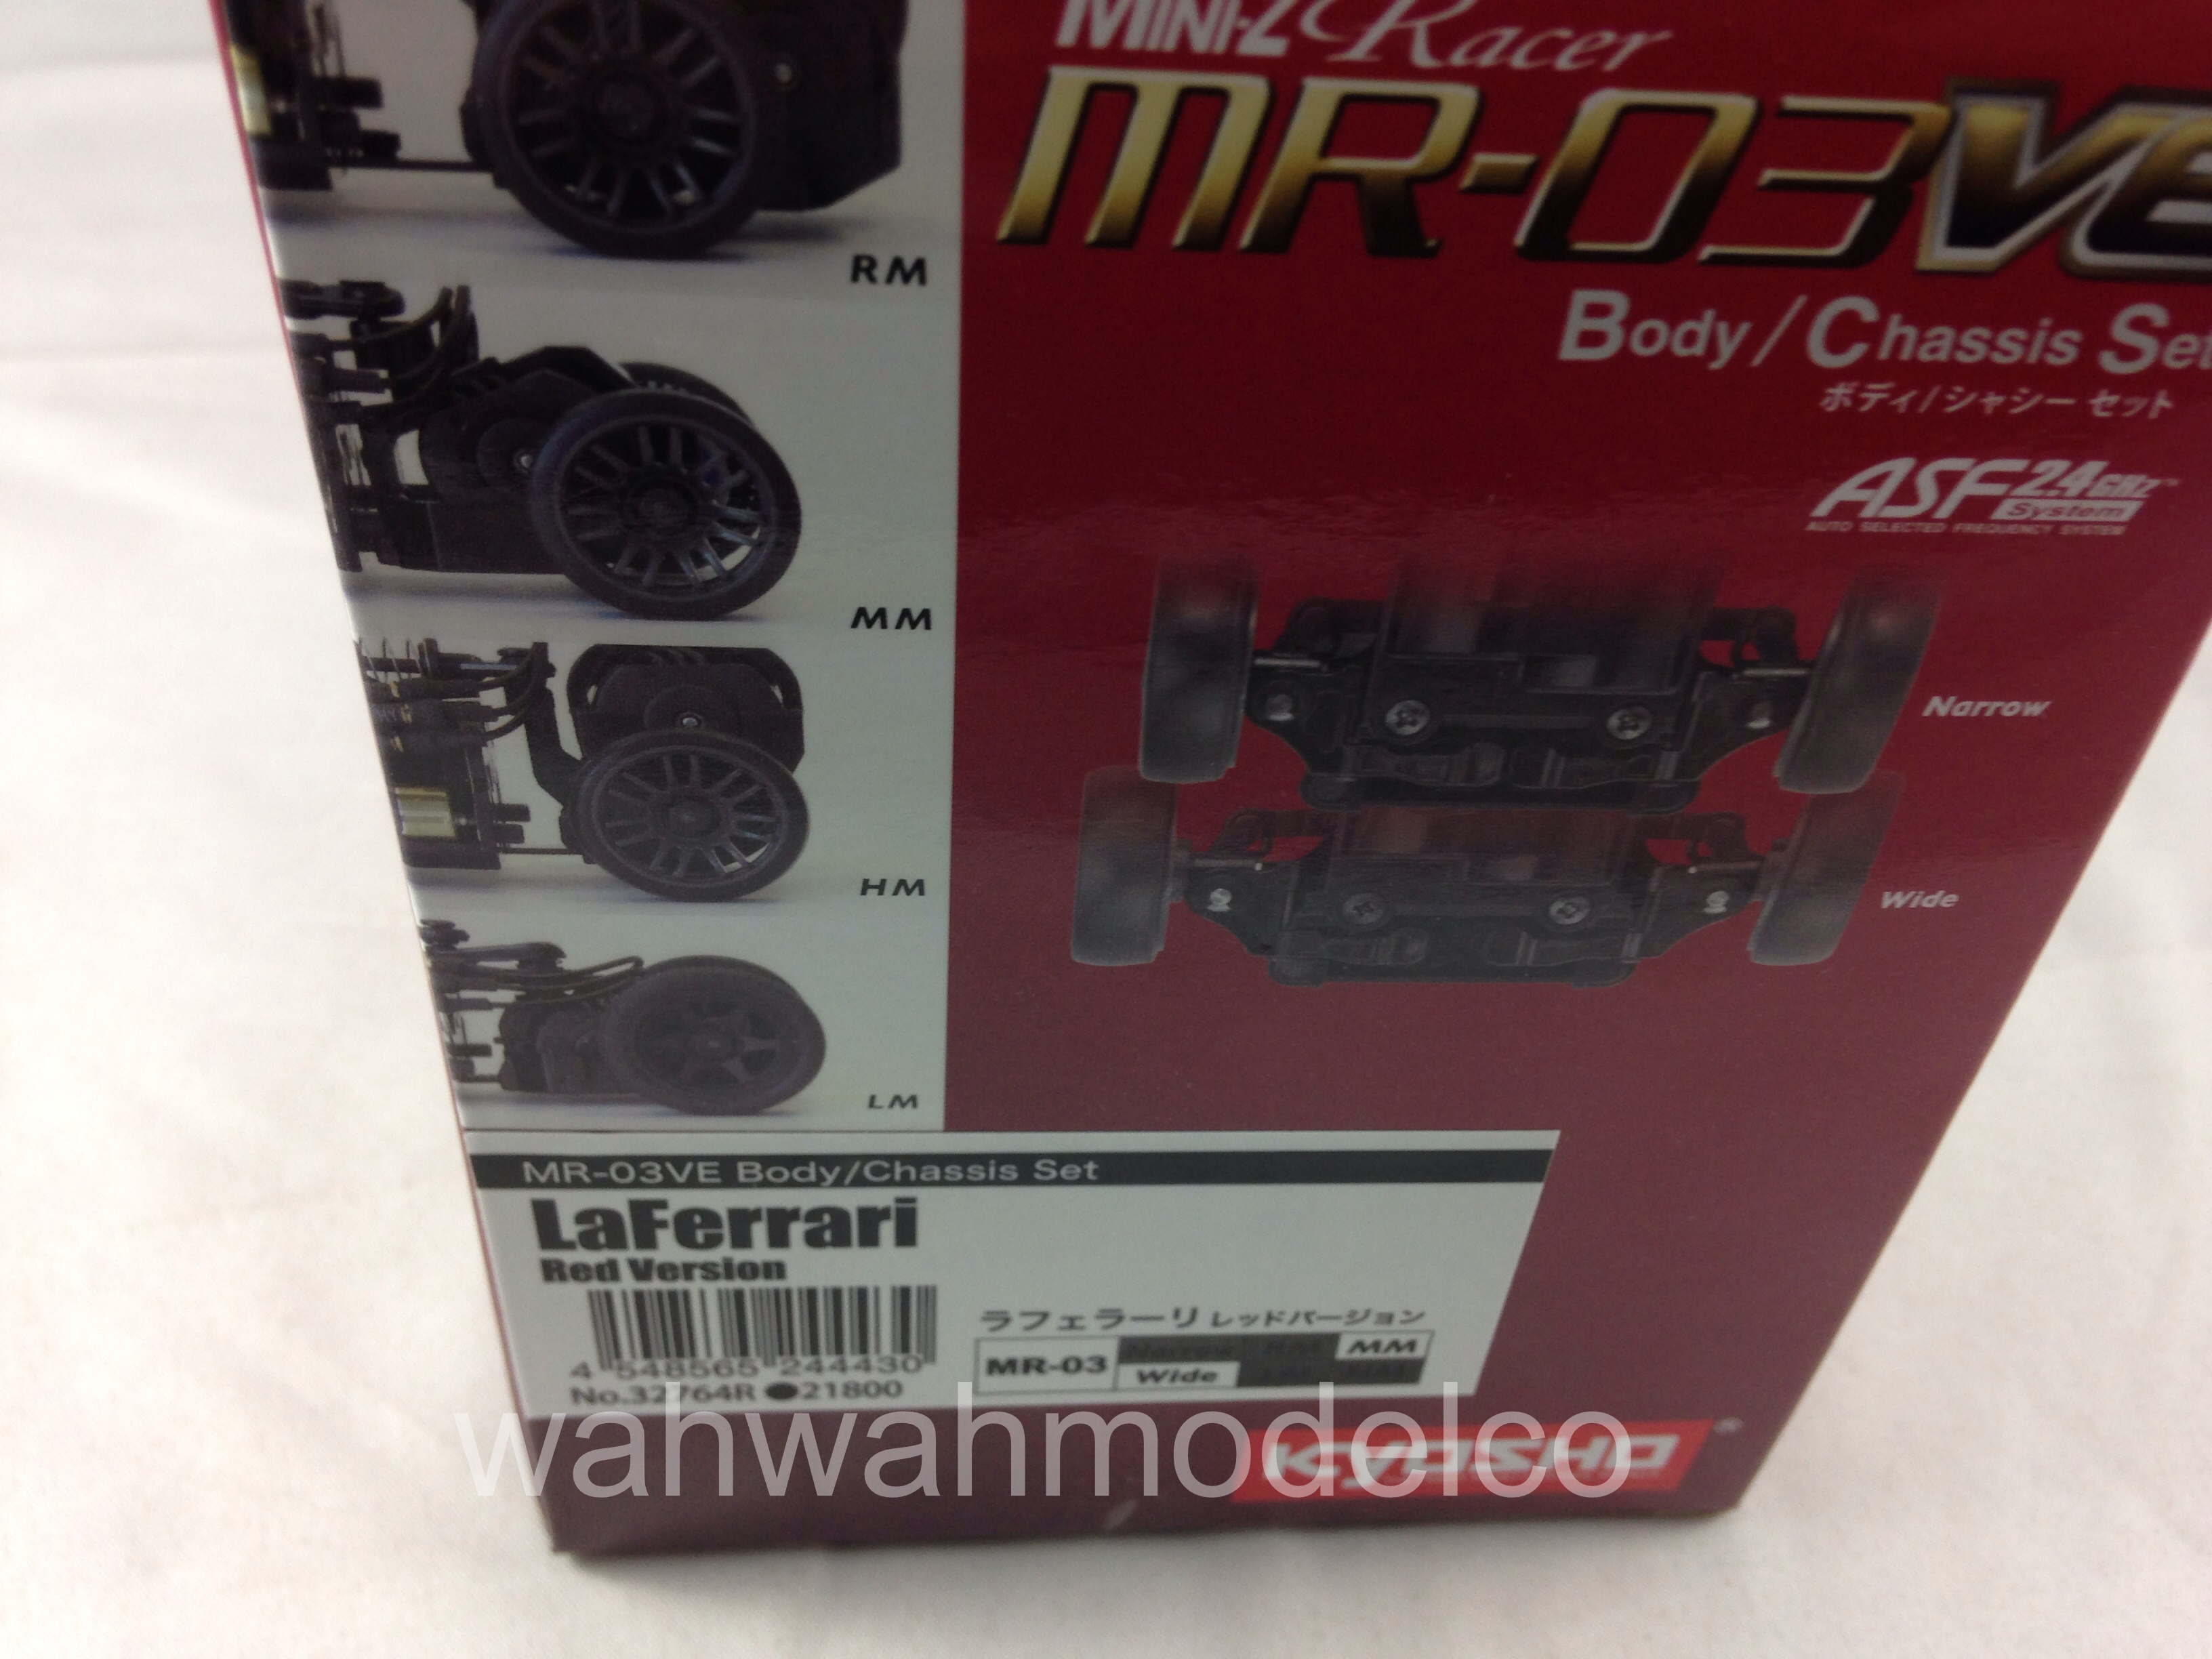 MINI-Z Racer
MR-03VE
Body/Chassis Set
ボディ/シャシー セット
ASF 2.4GHz System™
AUTO SELECTED FREQUENCY SYSTEM
RM
MM
HM
LM
Narrow
Wide
MR-03VE Body/Chassis Set
LaFerrari
Red Version
4 548565 244430
No.32764R ●21800
ラフェラーリ レッドバージョン
MR-03 Narrow RM MM
Wide
KYOSHO®
wahwahmodelco